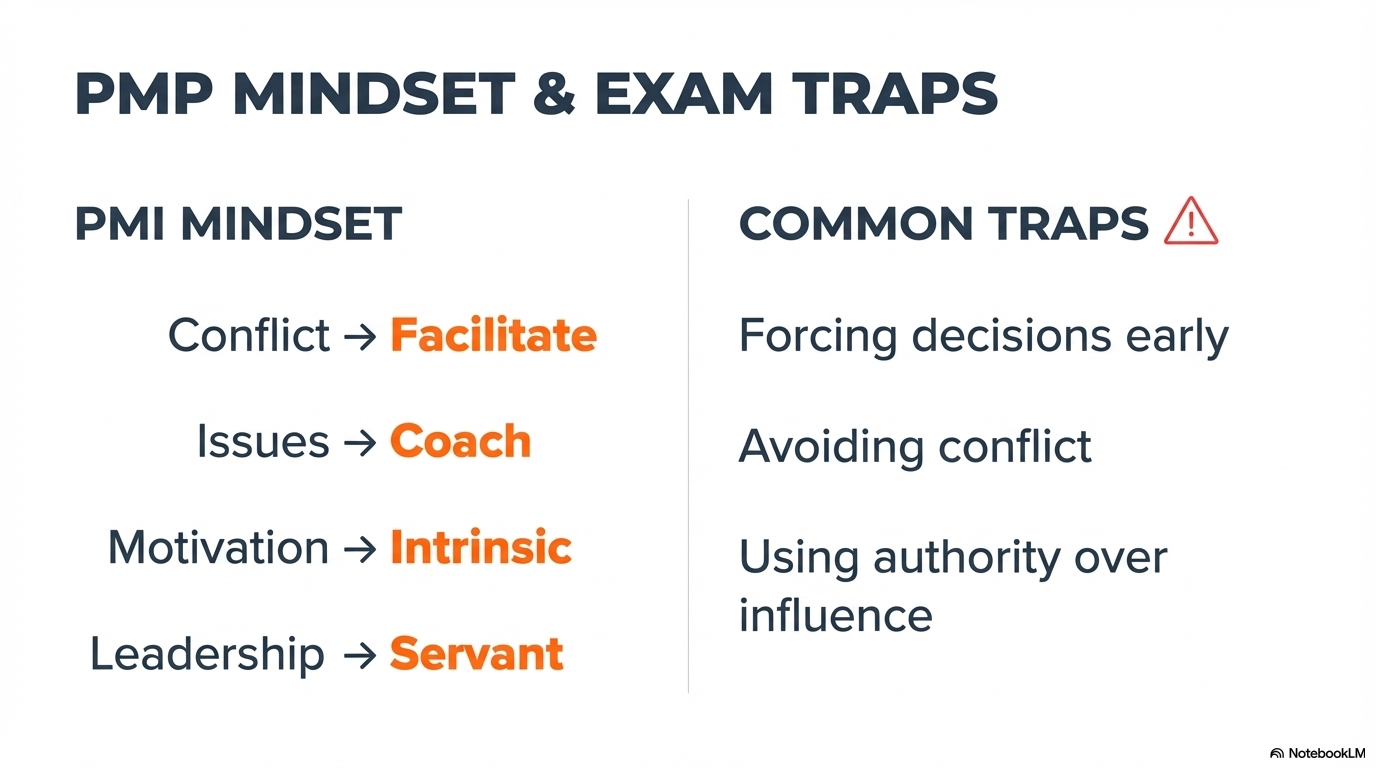 PMP MINDSET & EXAM TRAPS
PMI MINDSET
Conflict → Facilitate
Issues → Coach
Motivation → Intrinsic
Leadership → Servant
COMMON TRAPS
Forcing decisions early
Avoiding conflict
Using authority over
influence
NotebookLM